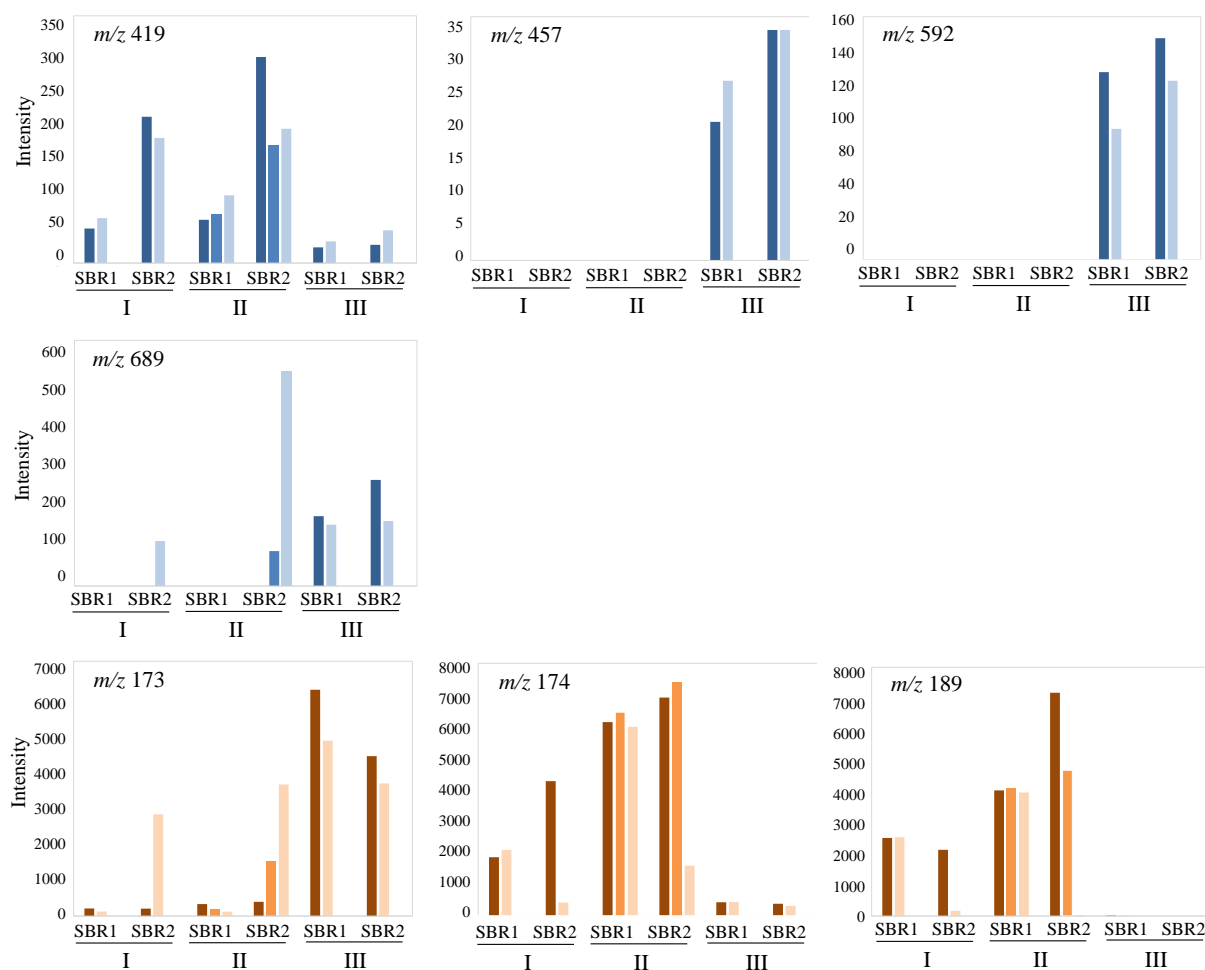 m/z 419
350
300
250
200
150
100
50
0
Intensity
SBR1 SBR2 SBR1 SBR2 SBR1 SBR2
I II III
m/z 457
35
30
25
20
15
10
5
0
SBR1 SBR2 SBR1 SBR2 SBR1 SBR2
I II III
m/z 592
160
140
120
100
80
60
40
20
0
SBR1 SBR2 SBR1 SBR2 SBR1 SBR2
I II III
m/z 689
600
500
400
300
200
100
0
Intensity
SBR1 SBR2 SBR1 SBR2 SBR1 SBR2
I II III
m/z 173
7000
6000
5000
4000
3000
2000
1000
0
Intensity
SBR1 SBR2 SBR1 SBR2 SBR1 SBR2
I II III
m/z 174
8000
7000
6000
5000
4000
3000
2000
1000
0
SBR1 SBR2 SBR1 SBR2 SBR1 SBR2
I II III
m/z 189
8000
7000
6000
5000
4000
3000
2000
1000
0
SBR1 SBR2 SBR1 SBR2 SBR1 SBR2
I II III